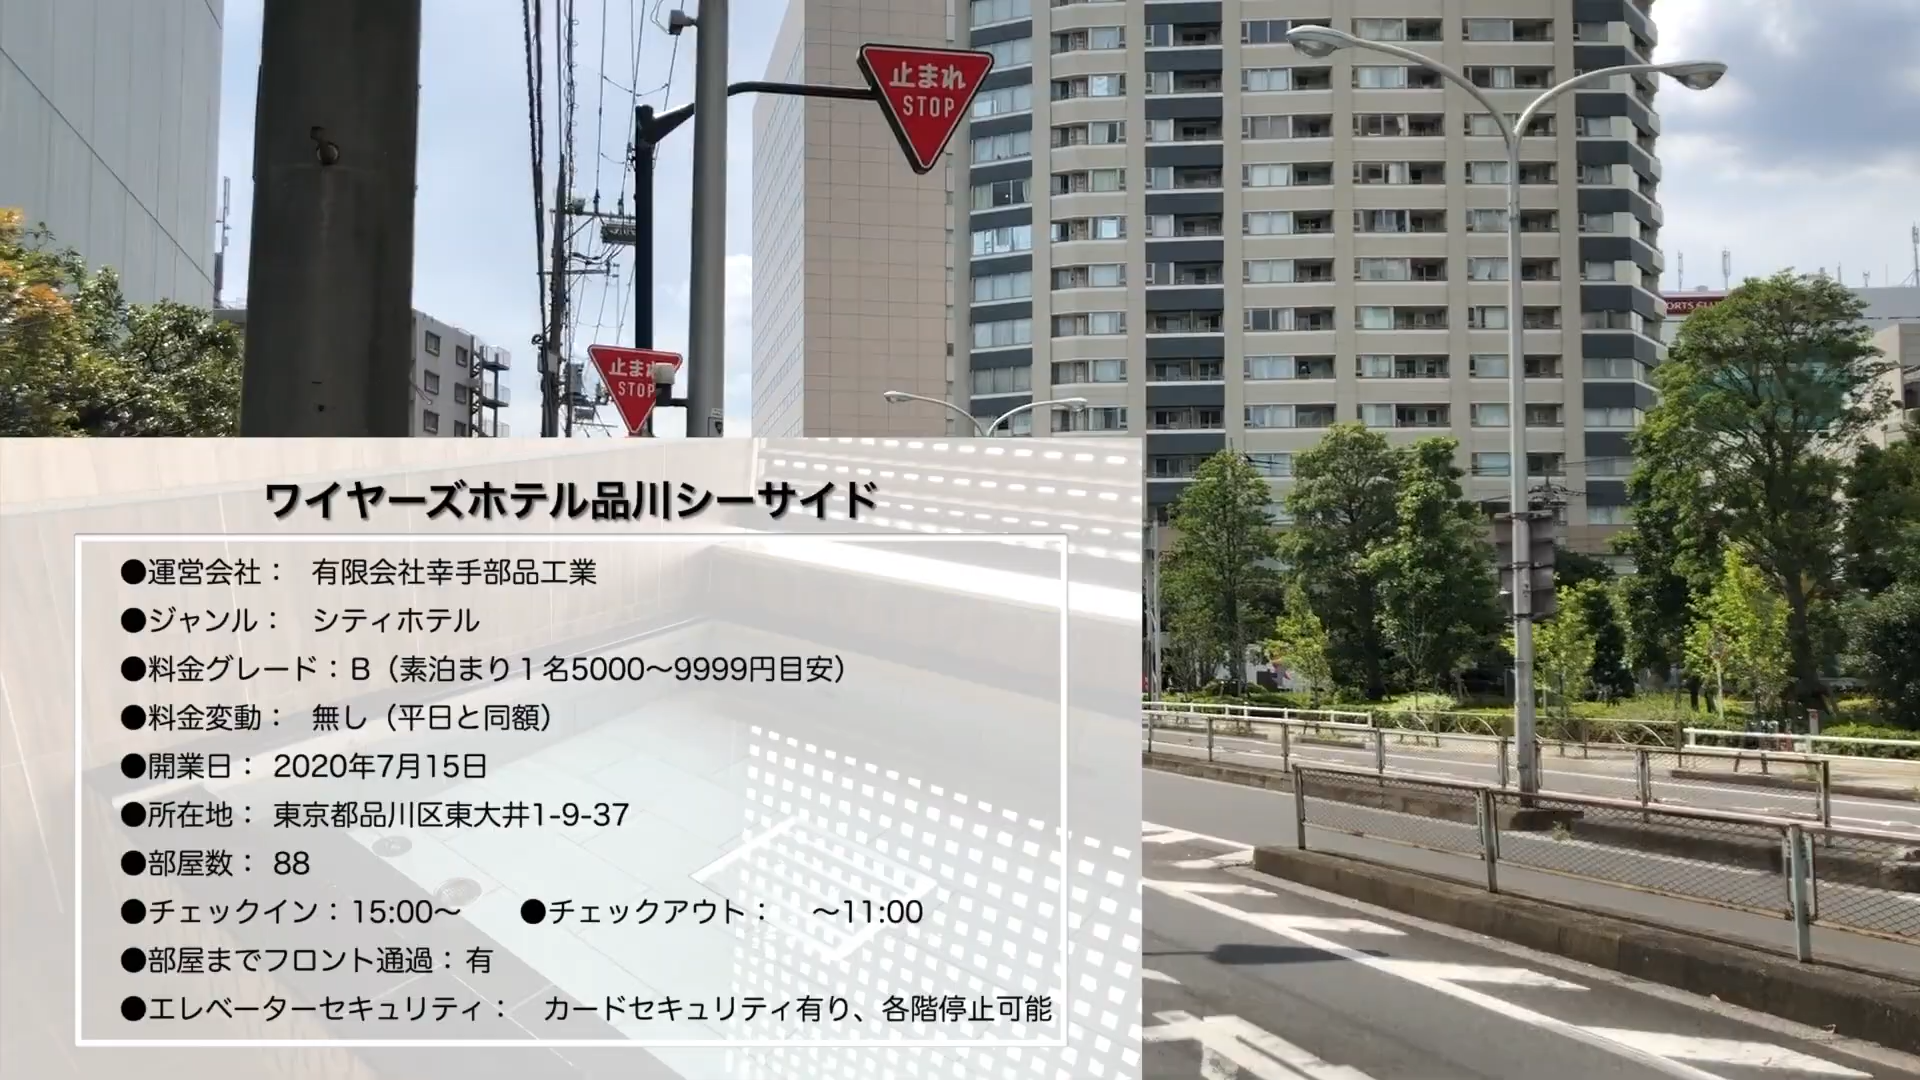 止まれ
STOP
止まれ
STOP
ORTS CLU
ワイヤーズホテル品川シーサイド
●運営会社： 有限会社幸手部品工業
●ジャンル： シティホテル
●料金グレード：B（素泊まり１名5000〜9999円目安）
●料金変動： 無し（平日と同額）
●開業日： 2020年7月15日
●所在地： 東京都品川区東大井1-9-37
●部屋数： 88
●チェックイン：15:00〜 ●チェックアウト： 〜11:00
●部屋までフロント通過：有
●エレベーターセキュリティ： カードセキュリティ有り、各階停止可能